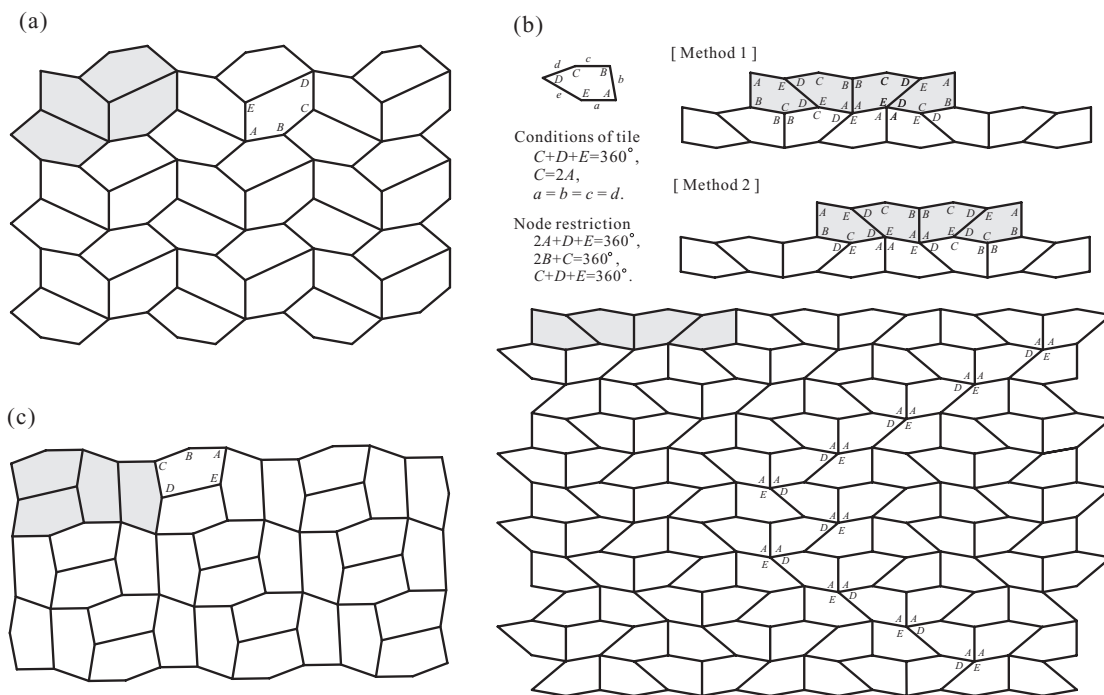 (a)
D
E
C
A
B
(b)
c
d
C
B
D
b
E
A
e
a
Conditions of tile
C+D+E=360°,
C=2A,
a = b = c = d.
Node restriction
2A+D+E=360°,
2B+C=360°,
C+D+E=360°.
[ Method 1 ]
A E D C B B C D E A
B C D E A A E D C B
B B C D E A A E D
[ Method 2 ]
A E D C B B C D E A
B C D E A A E D C B
D E A A E D C B B
A A
D E
A A
D E
A A
D E
A A
D E
A A
E D
A A
D E
A A
E D
A A
E D
A A
E D
A A
D E
(c)
B A
C
E
D